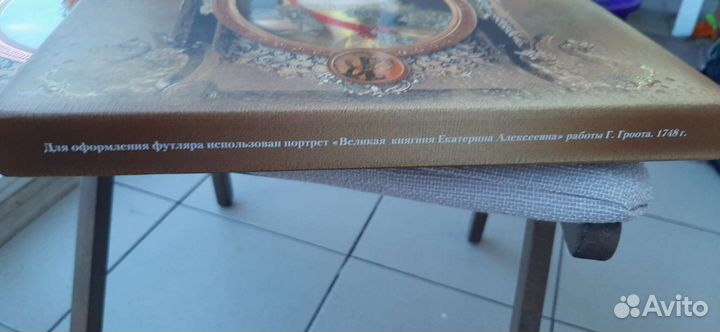 Для оформления футляра использован портрет «Великая княгиня Екатерина Алексеевна» работы Г. Гроота. 1748 г.
Avito